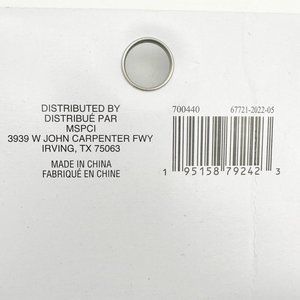 DISTRIBUTED BY
DISTRIBUÉ PAR
MSPCI
3939 W JOHN CARPENTER FWY
IRVING, TX 75063
MADE IN CHINA
FABRIQUÉ EN CHINE
700440 67721-2022-05
1 95158 79242 3